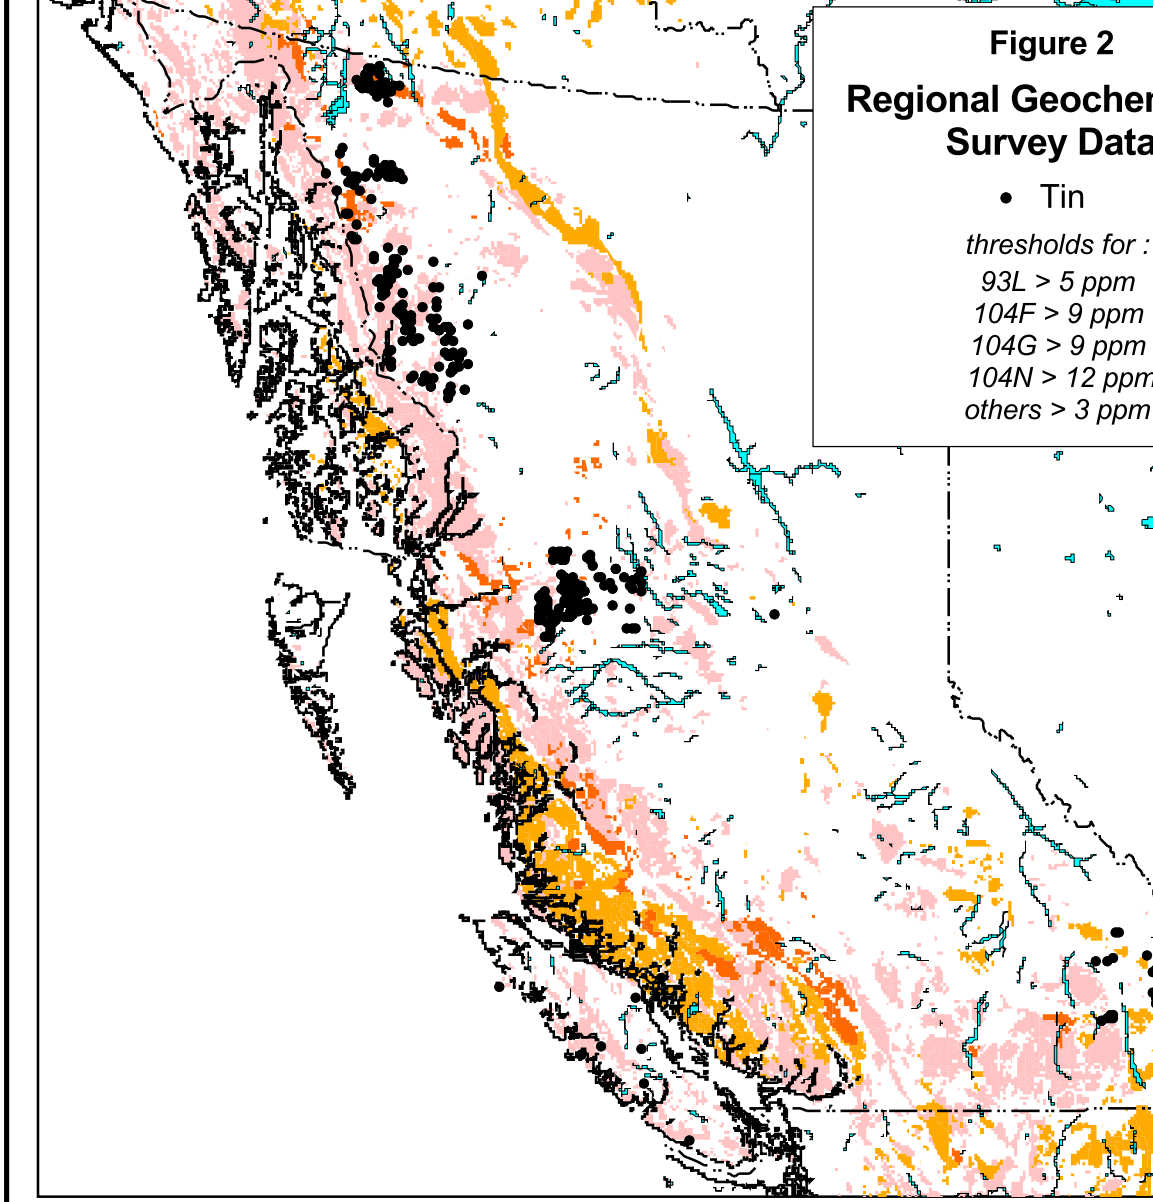 Figure 2
Regional Geochem
Survey Data
Tin
thresholds for :
93L > 5 ppm
104F > 9 ppm
104G > 9 ppm
104N > 12 ppm
others > 3 ppm